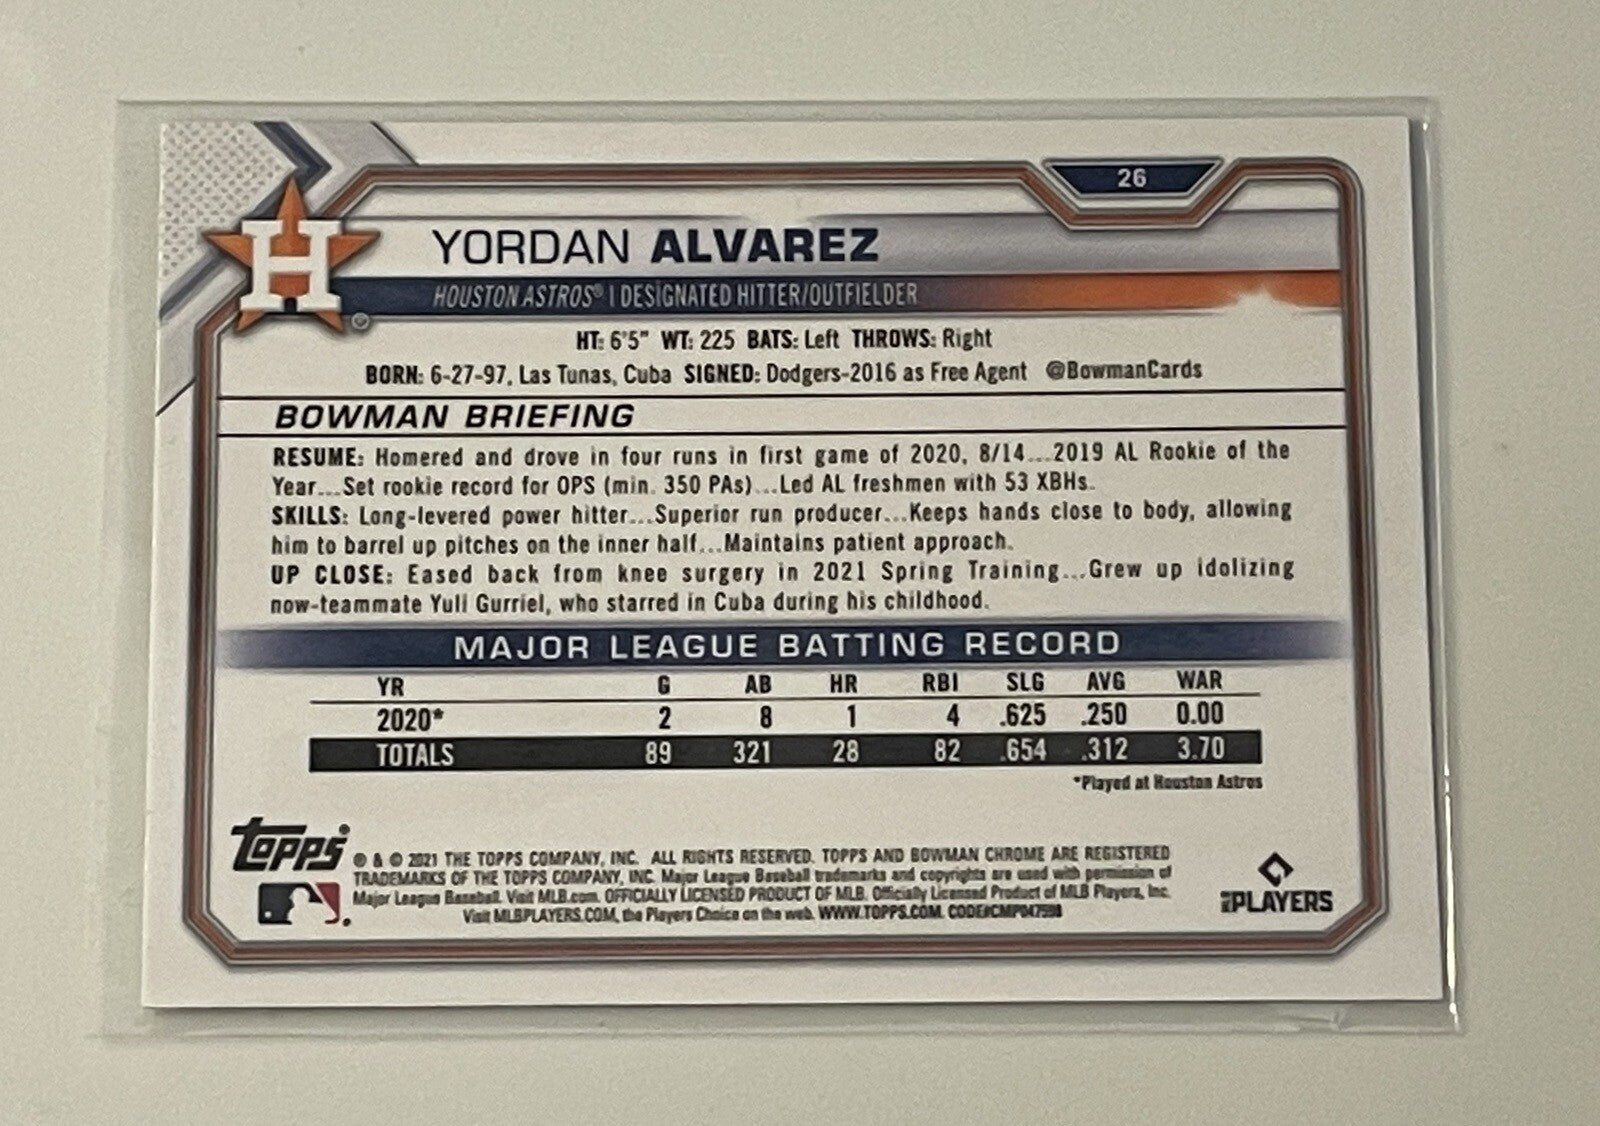 26
H
YORDAN ALVAREZ
HOUSTON ASTROS® | DESIGNATED HITTER/OUTFIELDER
®
HT: 6'5" WT: 225 BATS: Left THROWS: Right
BORN: 6-27-97, Las Tunas, Cuba SIGNED: Dodgers-2016 as Free Agent @BowmanCards
BOWMAN BRIEFING
RESUME: Homered and drove in four runs in first game of 2020, 8/14...2019 AL Rookie of the
Year...Set rookie record for OPS (min. 350 PAs)...Led AL freshmen with 53 XBHs.
SKILLS: Long-levered power hitter...Superior run producer...Keeps hands close to body, allowing
him to barrel up pitches on the inner half...Maintains patient approach.
UP CLOSE: Eased back from knee surgery in 2021 Spring Training...Grew up idolizing
now-teammate Yuli Gurriel, who starred in Cuba during his childhood.
MAJOR LEAGUE BATTING RECORD
YR G AB HR RBI SLG AVG WAR
2020* 2 8 1 4 .625 .250 0.00
TOTALS 89 321 28 82 .654 .312 3.70
*Played at Houston Astros
Topps ® & © 2021 THE TOPPS COMPANY, INC. ALL RIGHTS RESERVED. TOPPS AND BOWMAN CHROME ARE REGISTERED
TRADEMARKS OF THE TOPPS COMPANY, INC. Major League Baseball trademarks and copyrights are used with permission of
Major League Baseball. Visit MLB.com. OFFICIALLY LICENSED PRODUCT OF MLB. Officially Licensed Product of MLB Players, Inc.
Visit MLBPLAYERS.COM, the Players Choice on the web. WWW.TOPPS.COM. CODE#CMP047598
PLAYERS